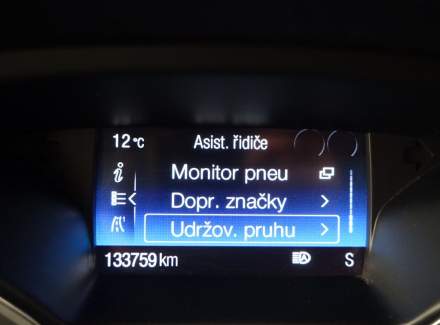 12 °C Asist. řidiče
Monitor pneu
Dopr. značky
Udržov. pruhu
133759 km S